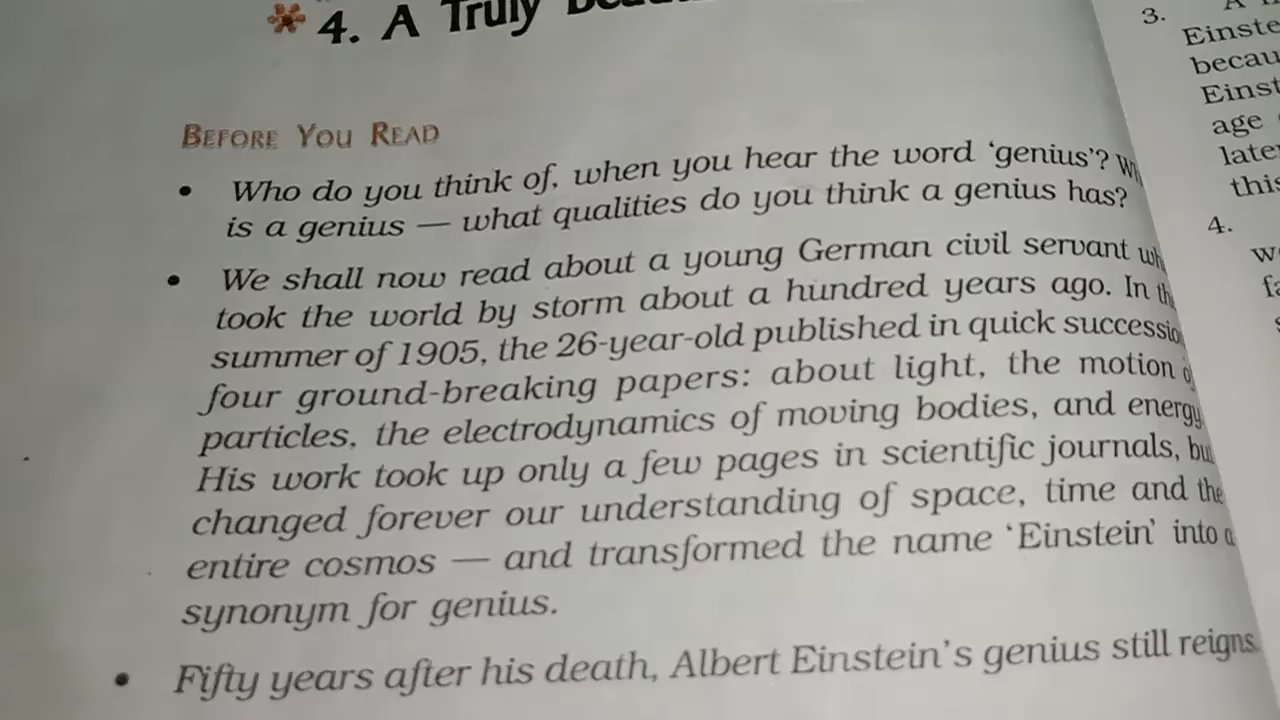 4. A Truly
BEFORE YOU READ
• Who do you think of, when you hear the word ‘genius’?
is a genius — what qualities do you think a genius has?
• We shall now read about a young German civil servant
took the world by storm about a hundred years ago. In
summer of 1905, the 26-year-old published in quick
four ground-breaking papers: about light, the motion
particles, the electrodynamics of moving bodies, and energy
His work took up only a few pages in scientific journals,
changed forever our understanding of space, time and the
entire cosmos — and transformed the name ‘Einstein’ into a
synonym for genius.
• Fifty years after his death, Albert Einstein’s genius still reigns.
3.
age
this
4.